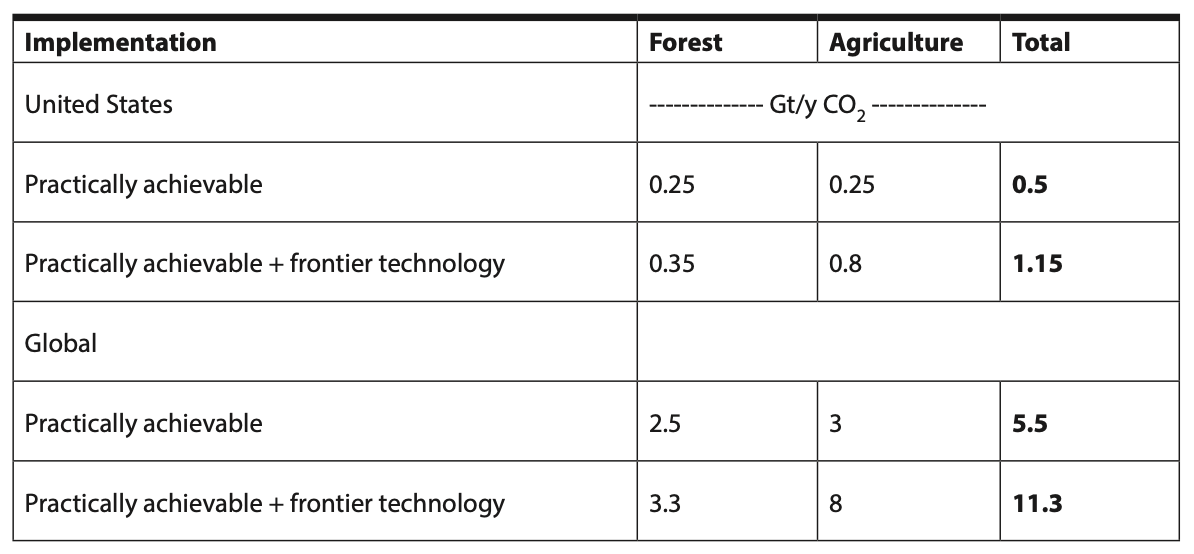 Implementation Forest Agriculture Total
United States -------------- Gt/y CO₂ --------------
Practically achievable 0.25 0.25 0.5
Practically achievable + frontier technology 0.35 0.8 1.15
Global
Practically achievable 2.5 3 5.5
Practically achievable + frontier technology 3.3 8 11.3